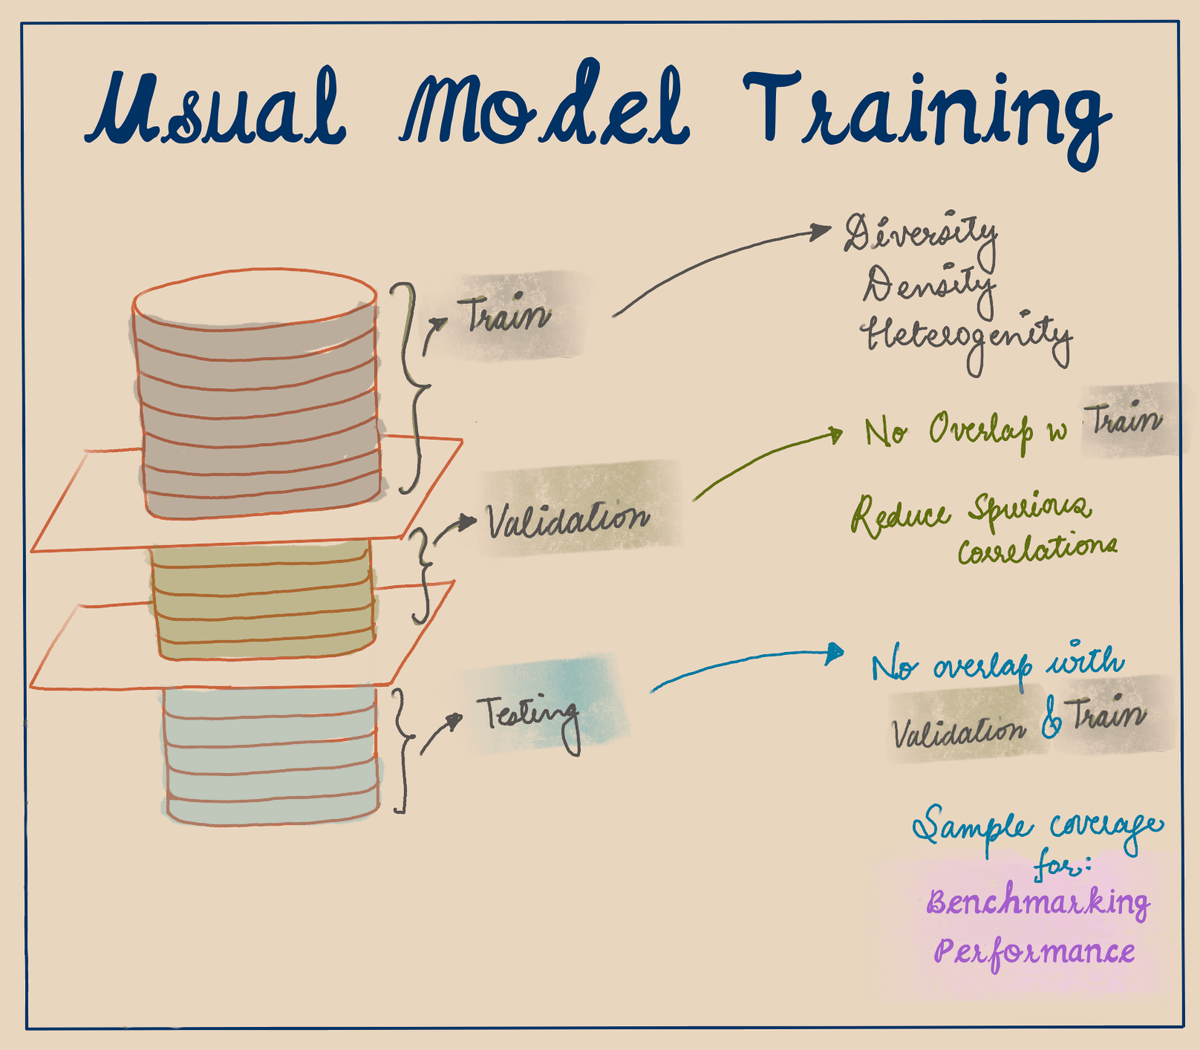 Usual Model Training
Train
Diversity
Density
Heterogenity
Validation
No Overlap w Train
Reduce Spurious
Correlations
Testing
No overlap with
Validation & Train
Sample coverage
for:
Benchmarking
Performance